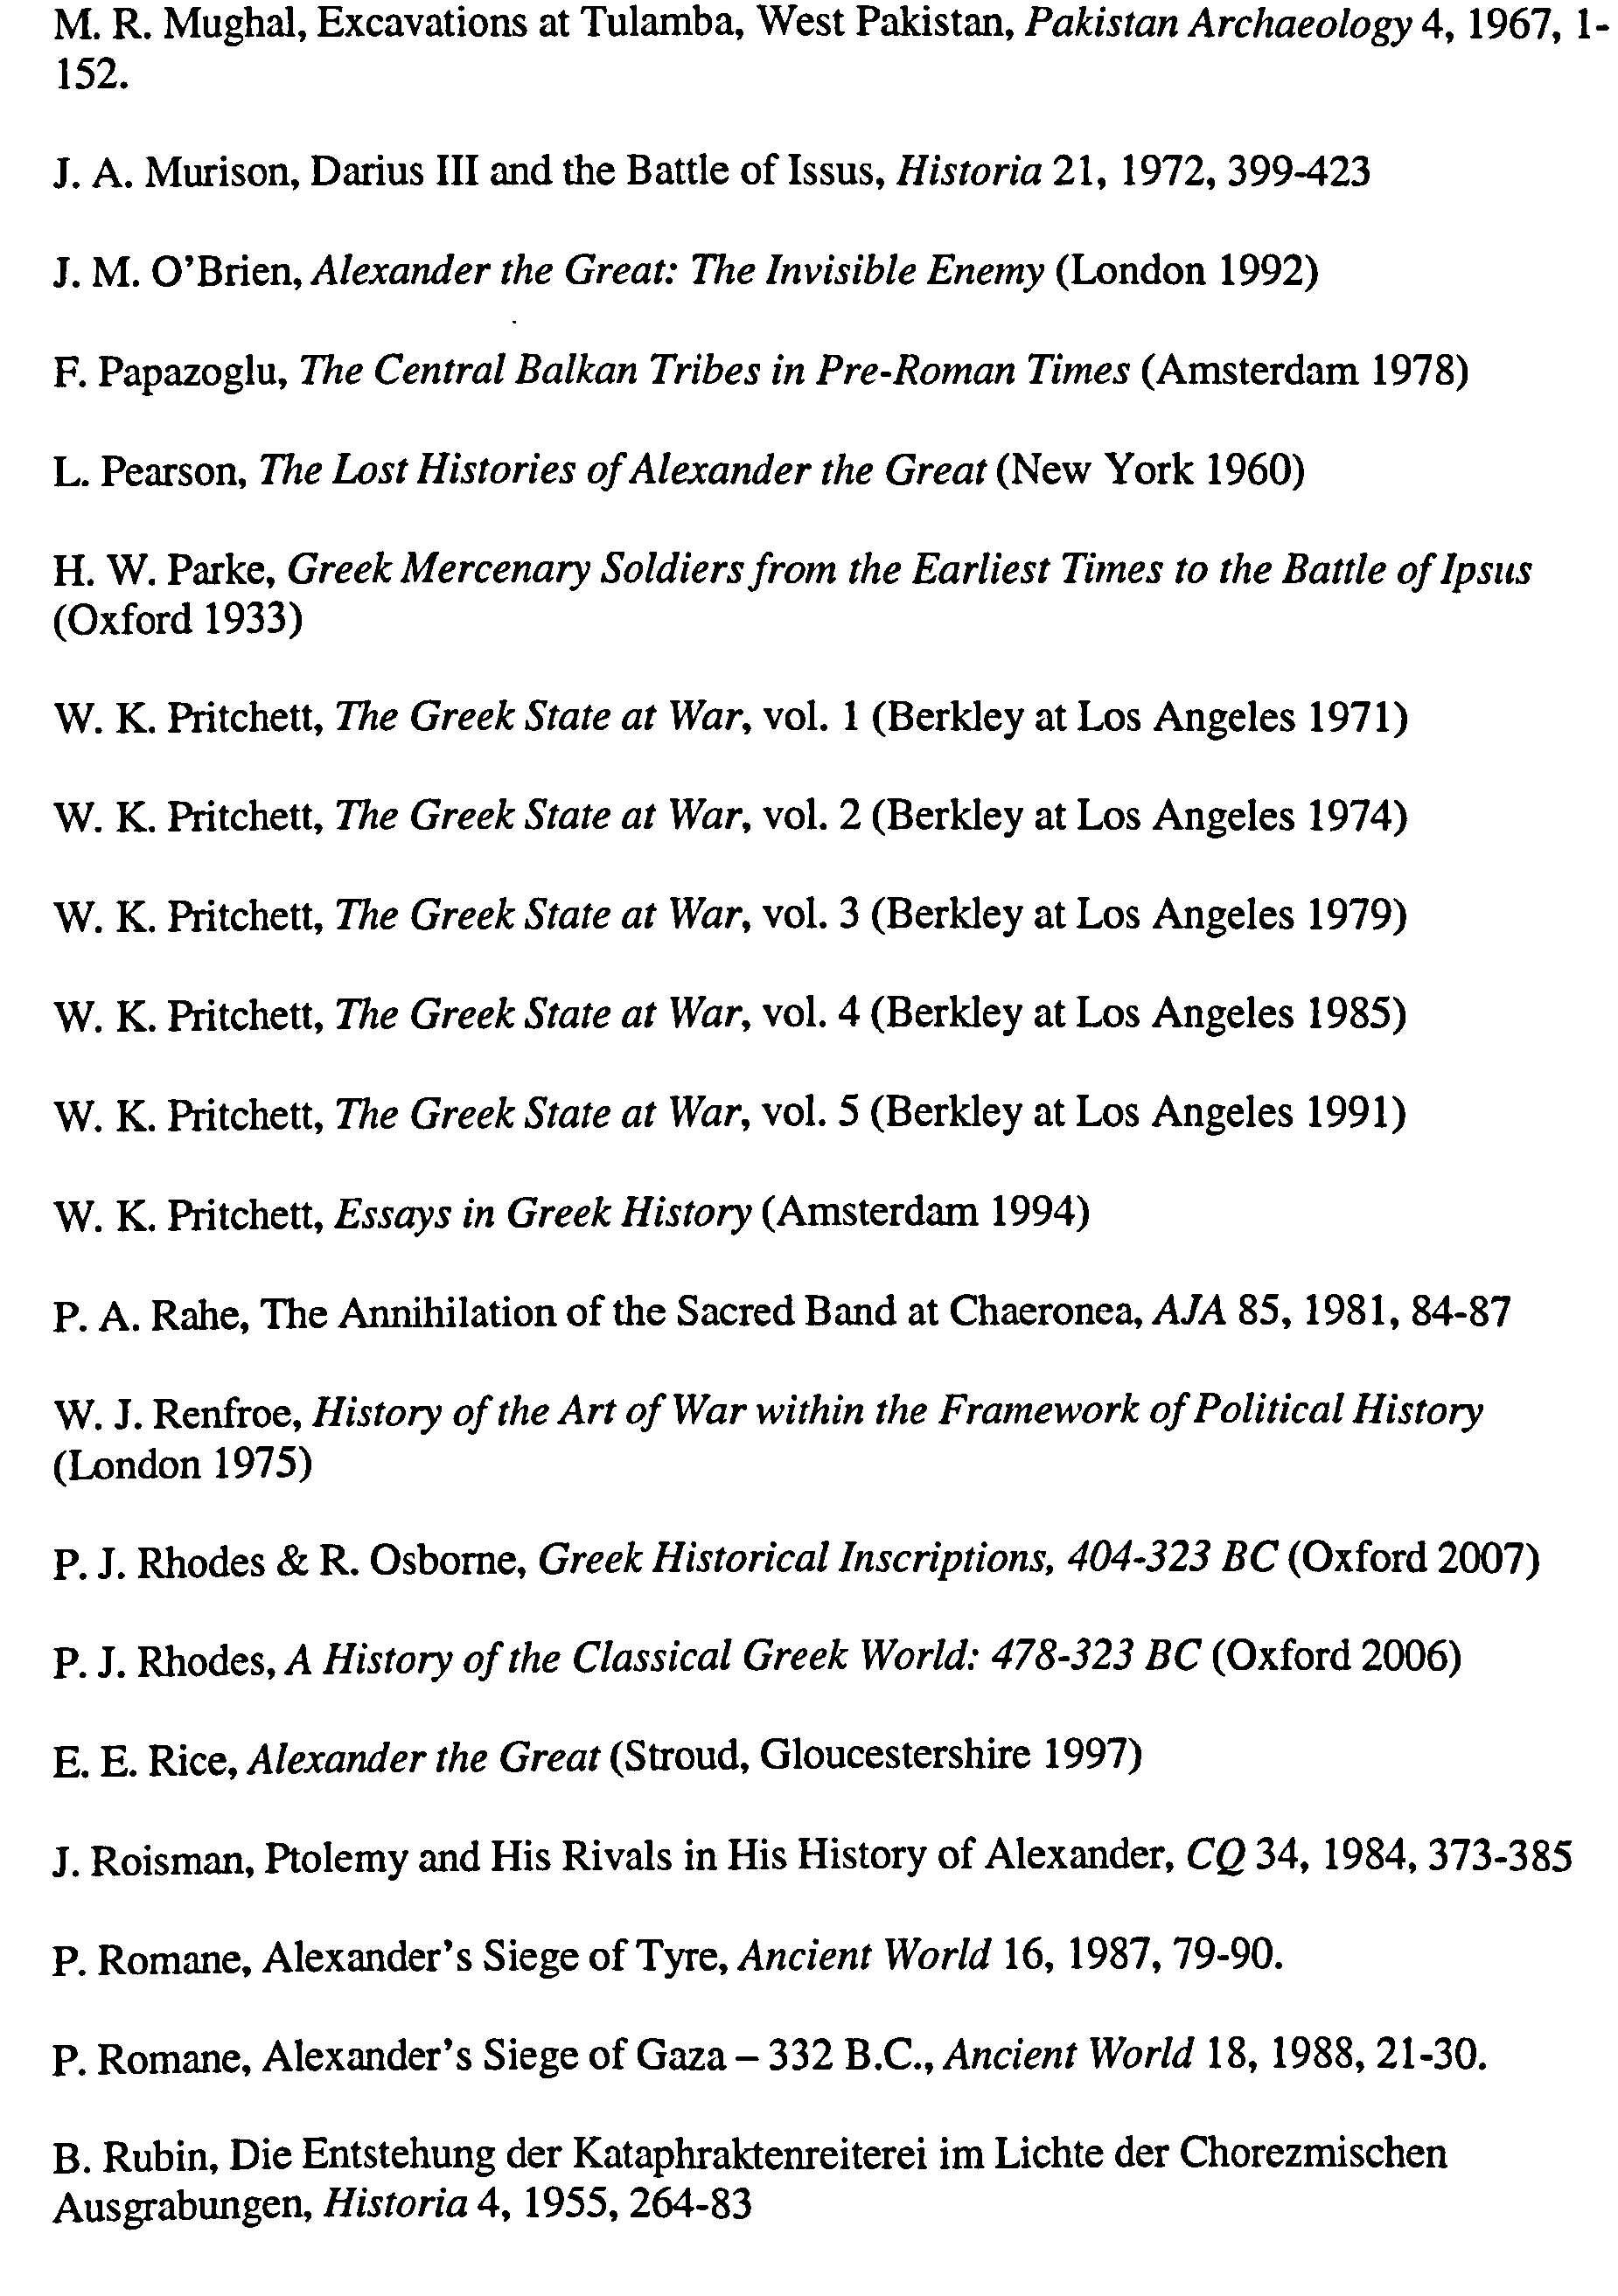 M. R. Mughal, Excavations at Tulamba, West Pakistan, Pakistan Archaeology 4, 1967, 1-
152.
J. A. Murison, Darius III and the Battle of Issus, Historia 21, 1972, 399-423
J. M. O'Brien, Alexander the Great: The Invisible Enemy (London 1992)
F. Papazoglu, The Central Balkan Tribes in Pre-Roman Times (Amsterdam 1978)
L. Pearson, The Lost Histories of Alexander the Great (New York 1960)
H. W. Parke, Greek Mercenary Soldiers from the Earliest Times to the Battle of Ipsus
(Oxford 1933)
W. K. Pritchett, The Greek State at War, vol. 1 (Berkley at Los Angeles 1971)
W. K. Pritchett, The Greek State at War, vol. 2 (Berkley at Los Angeles 1974)
W. K. Pritchett, The Greek State at War, vol. 3 (Berkley at Los Angeles 1979)
W. K. Pritchett, The Greek State at War, vol. 4 (Berkley at Los Angeles 1985)
W. K. Pritchett, The Greek State at War, vol. 5 (Berkley at Los Angeles 1991)
W. K. Pritchett, Essays in Greek History (Amsterdam 1994)
P. A. Rahe, The Annihilation of the Sacred Band at Chaeronea, AJA 85, 1981, 84-87
W. J. Renfroe, History of the Art of War within the Framework of Political History
(London 1975)
P. J. Rhodes & R. Osborne, Greek Historical Inscriptions, 404-323 BC (Oxford 2007)
P. J. Rhodes, A History of the Classical Greek World: 478-323 BC (Oxford 2006)
E. E. Rice, Alexander the Great (Stroud, Gloucestershire 1997)
J. Roisman, Ptolemy and His Rivals in His History of Alexander, CQ 34, 1984, 373-385
P. Romane, Alexander's Siege of Tyre, Ancient World 16, 1987, 79-90.
P. Romane, Alexander's Siege of Gaza – 332 B.C., Ancient World 18, 1988, 21-30.
B. Rubin, Die Entstehung der Kataphraktenreiterei im Lichte der Chorezmischen
Ausgrabungen, Historia 4, 1955, 264-83